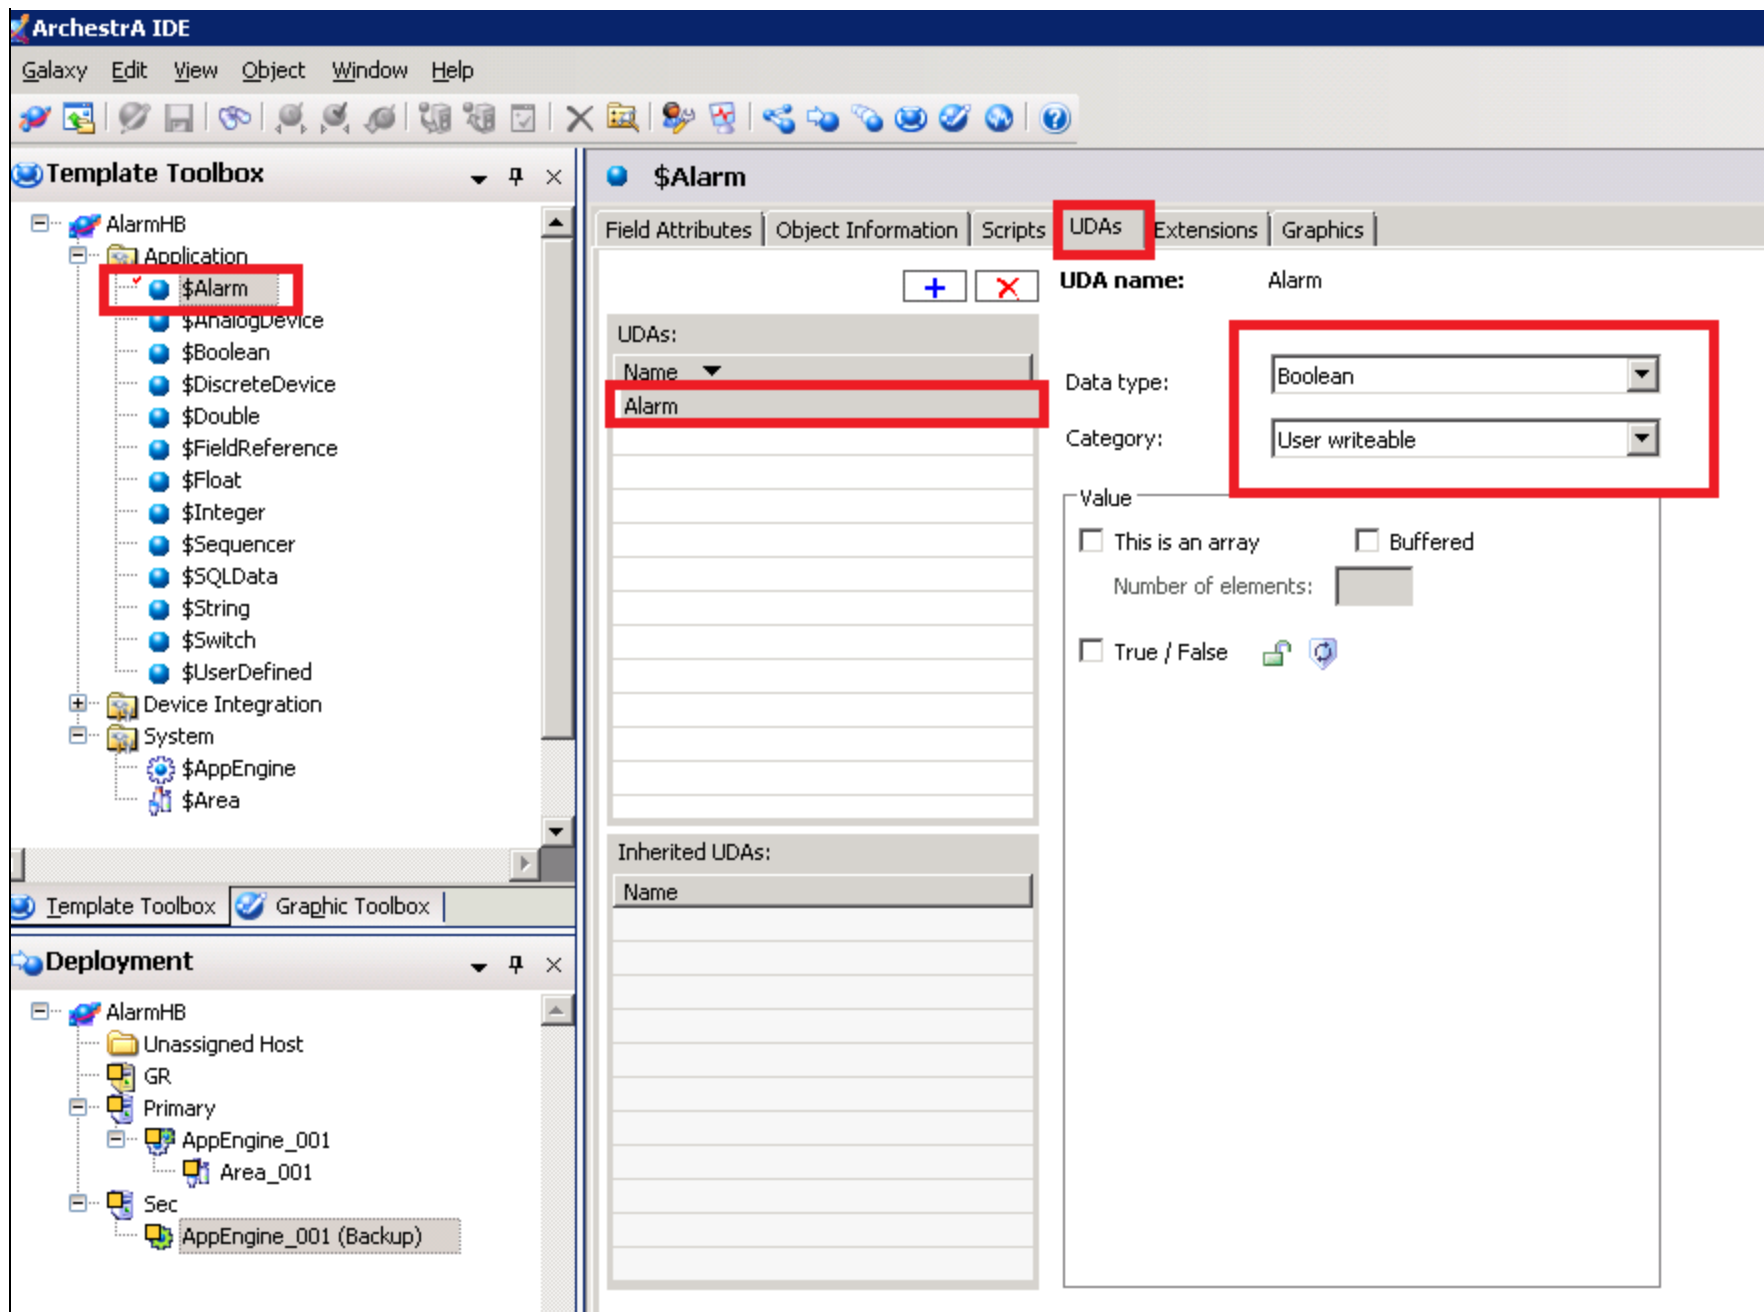 ArchestrA IDE
Galaxy Edit View Object Window Help
Template Toolbox
AlarmHB
Application
$Alarm
$AnalogDevice
$Boolean
$DiscreteDevice
$Double
$FieldReference
$Float
$Integer
$Sequencer
$SQLData
$String
$Switch
$UserDefined
Device Integration
System
$AppEngine
$Area
Template Toolbox Graphic Toolbox
Deployment
AlarmHB
Unassigned Host
GR
Primary
AppEngine_001
Area_001
Sec
AppEngine_001 (Backup)
$Alarm
Field Attributes Object Information Scripts UDAs Extensions Graphics
UDAs:
Name
Alarm
Inherited UDAs:
Name
UDA name: Alarm
Data type: Boolean
Category: User writeable
Value
This is an array Buffered
Number of elements:
True / False